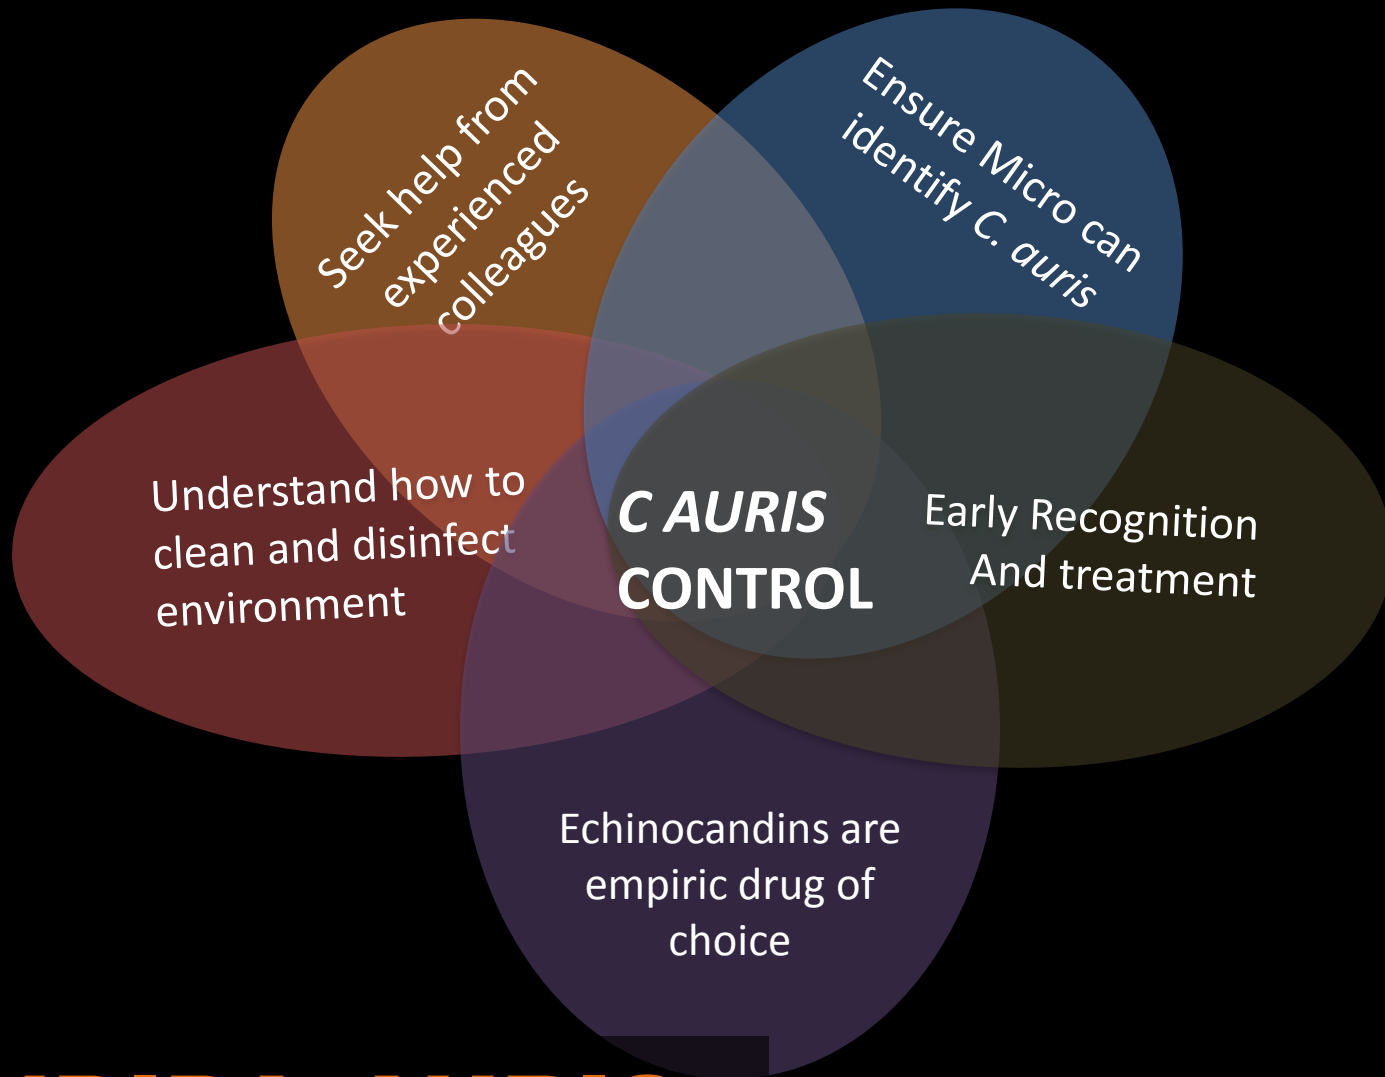 Seek help from
experienced
colleagues
Ensure Micro can
identify C. auris
Understand how to
clean and disinfect
environment
C AURIS
CONTROL
Early Recognition
And treatment
Echinocandins are
empiric drug of
choice